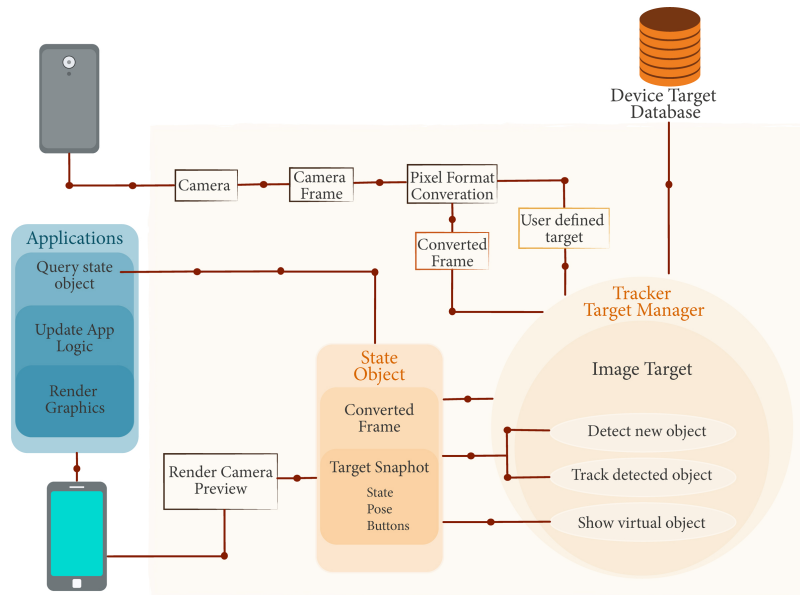 Device Target
Database
Camera
Camera
Frame
Pixel Format
Converation
User defined
target
Converted
Frame
Applications
Query state
object
Update App
Logic
Render
Graphics
Tracker
Target Manager
Image Target
Detect new object
Track detected object
Show virtual object
State
Object
Converted
Frame
Target Snaphot
State
Pose
Buttons
Render Camera
Preview